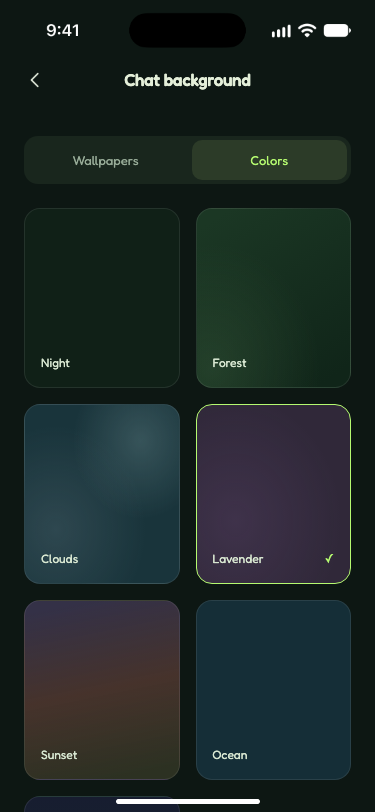 9:41
Chat background
Wallpapers
Colors
Night
Forest
Clouds
Lavender ✓
Sunset
Ocean